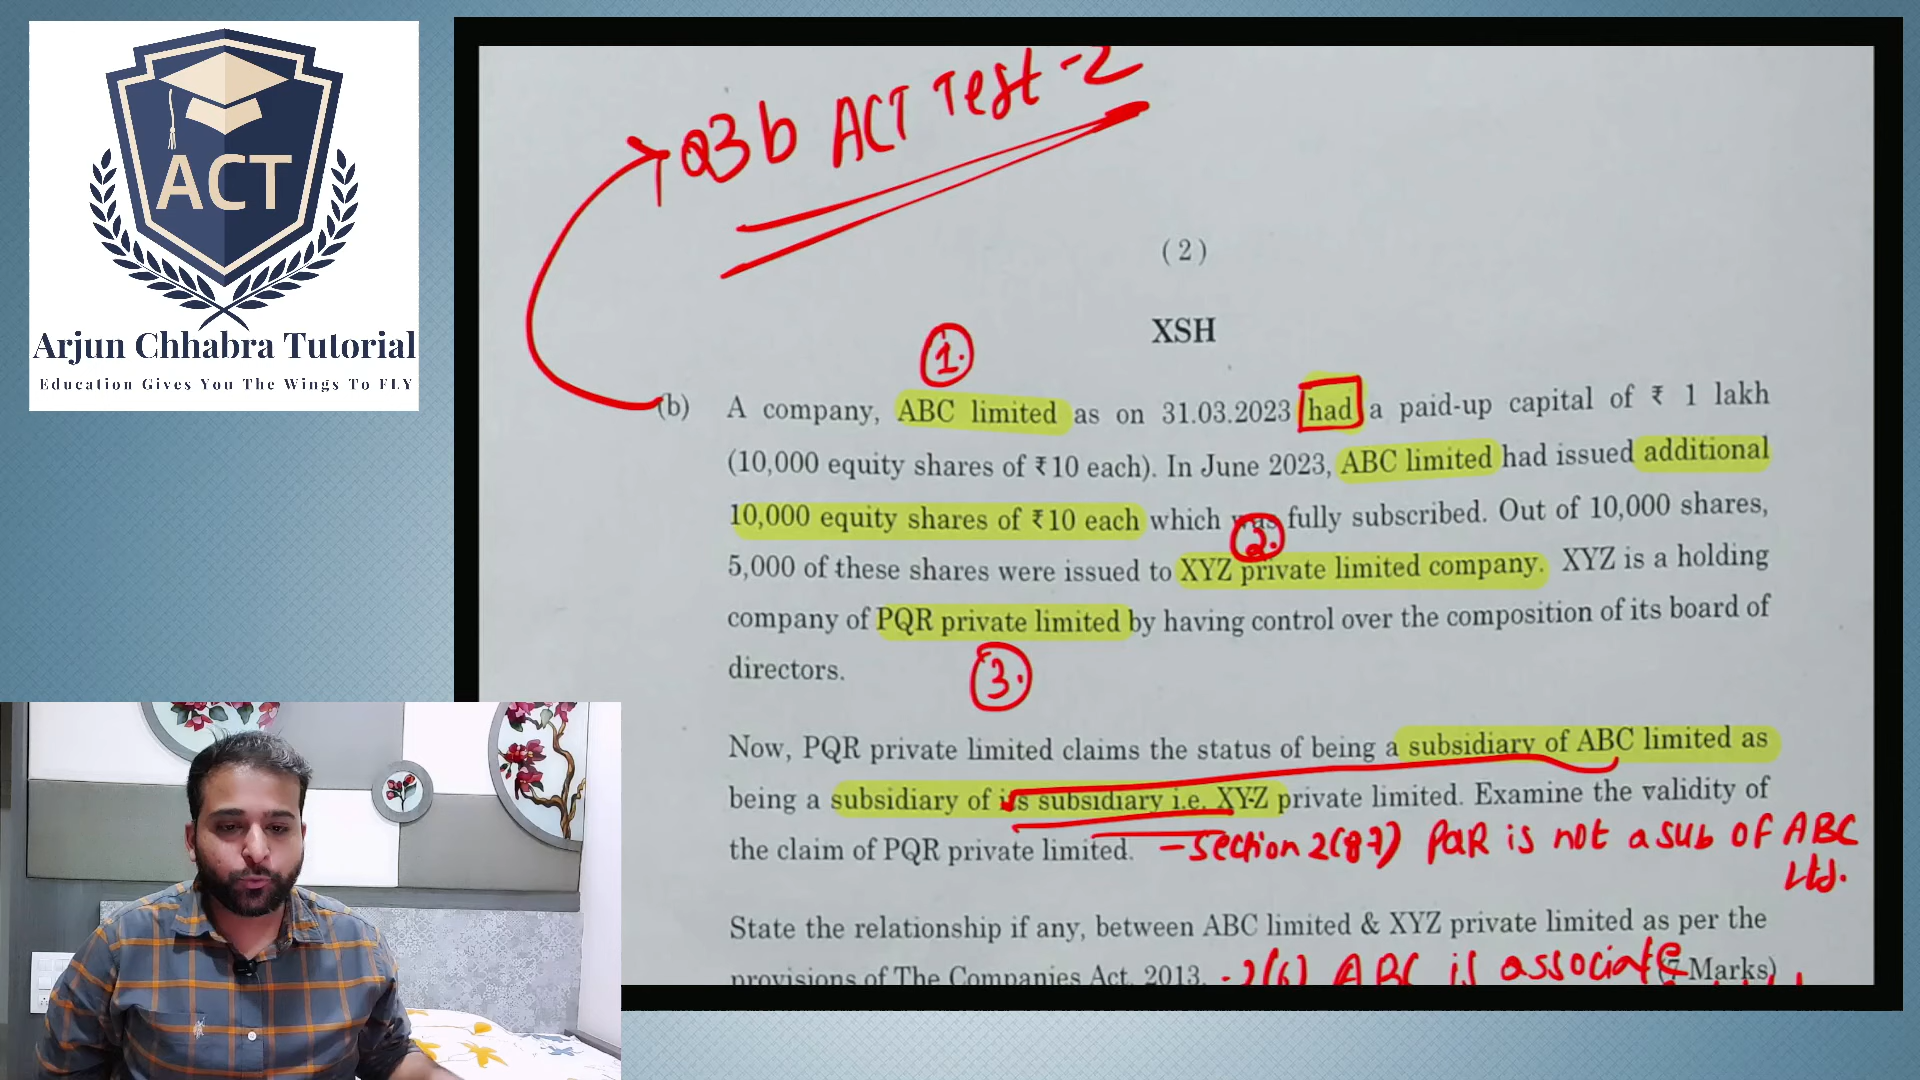 ACT
Arjun Chhabra Tutorial
Education Gives You The Wings To FLY
Q3b ACT Test-2
(2)
XSH
1.
(b) A company, ABC limited as on 31.03.2023 had a paid-up capital of ₹ 1 lakh
(10,000 equity shares of ₹10 each). In June 2023, ABC limited had issued additional
10,000 equity shares of ₹10 each which was fully subscribed. Out of 10,000 shares,
2.
5,000 of these shares were issued to XYZ private limited company. XYZ is a holding
company of PQR private limited by having control over the composition of its board of
directors.
3.
Now, PQR private limited claims the status of being a subsidiary of ABC limited as
being a subsidiary of its subsidiary i.e. XYZ private limited. Examine the validity of
the claim of PQR private limited. - Section 2(87) PQR is not a sub of ABC
Ltd.
State the relationship if any, between ABC limited & XYZ private limited as per the
provisions of The Companies Act, 2013. - 2(6) ABC is associate (7 Marks)